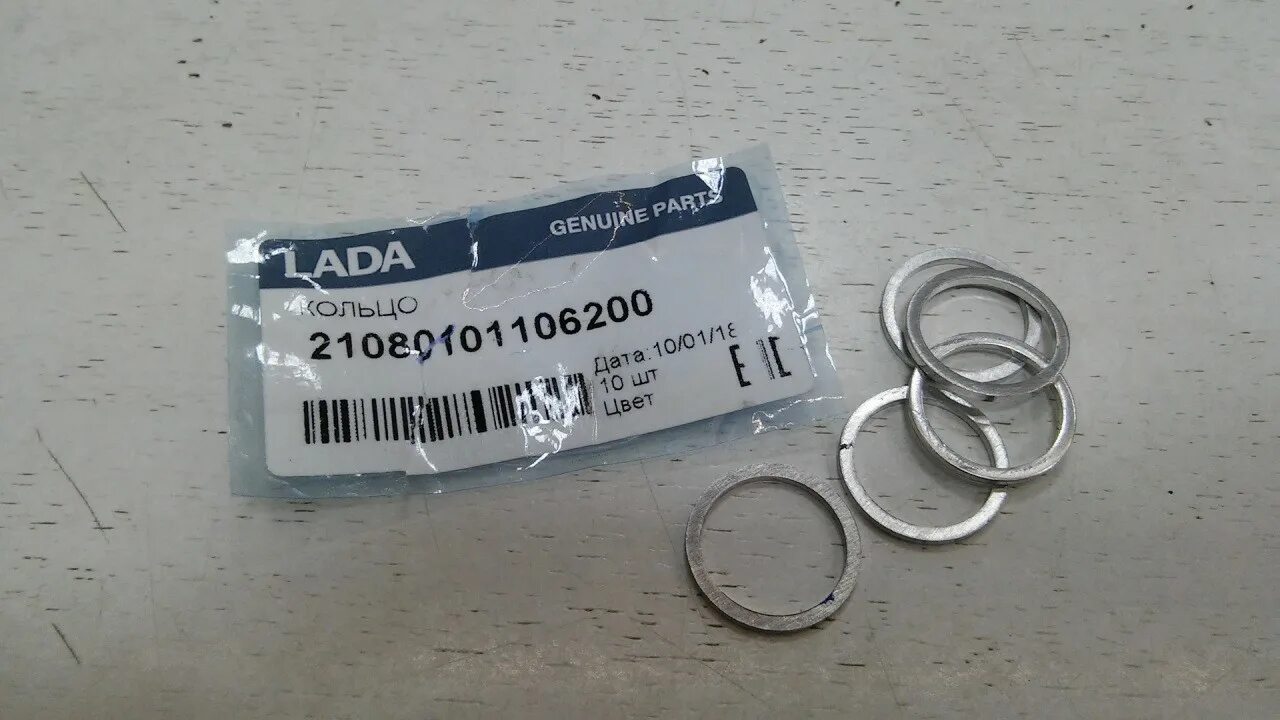 LADA GENUINE PARTS
КОЛЬЦО
21080101106200
Дата:10/01/18
10 шт
Цвет